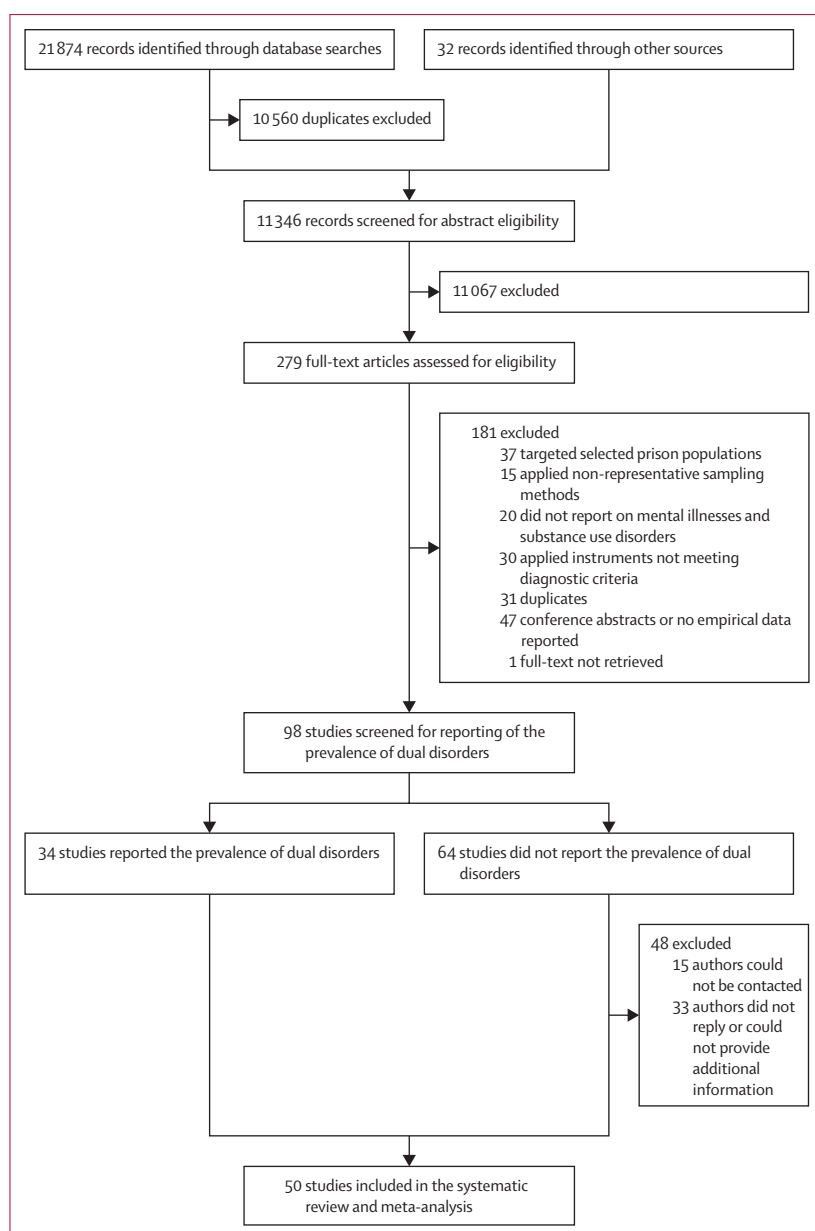 21 874 records identified through database searches
32 records identified through other sources
10 560 duplicates excluded
11 346 records screened for abstract eligibility
11 067 excluded
279 full-text articles assessed for eligibility
181 excluded
37 targeted selected prison populations
15 applied non-representative sampling
methods
20 did not report on mental illnesses and
substance use disorders
30 applied instruments not meeting
diagnostic criteria
31 duplicates
47 conference abstracts or no empirical data
reported
1 full-text not retrieved
98 studies screened for reporting of the
prevalence of dual disorders
34 studies reported the prevalence of dual disorders
64 studies did not report the prevalence of dual
disorders
48 excluded
15 authors could
not be contacted
33 authors did not
reply or could
not provide
additional
information
50 studies included in the systematic
review and meta-analysis